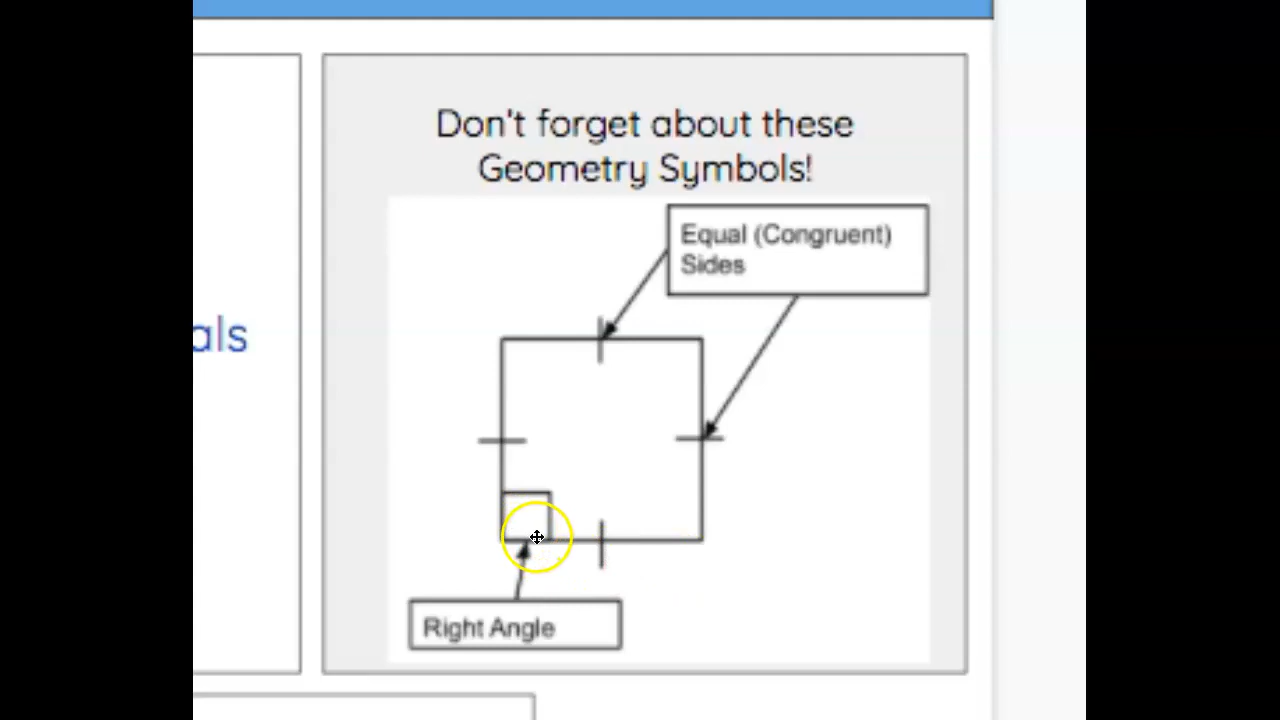 Don't forget about these
Geometry Symbols!
Equal (Congruent)
Sides
als
Right Angle